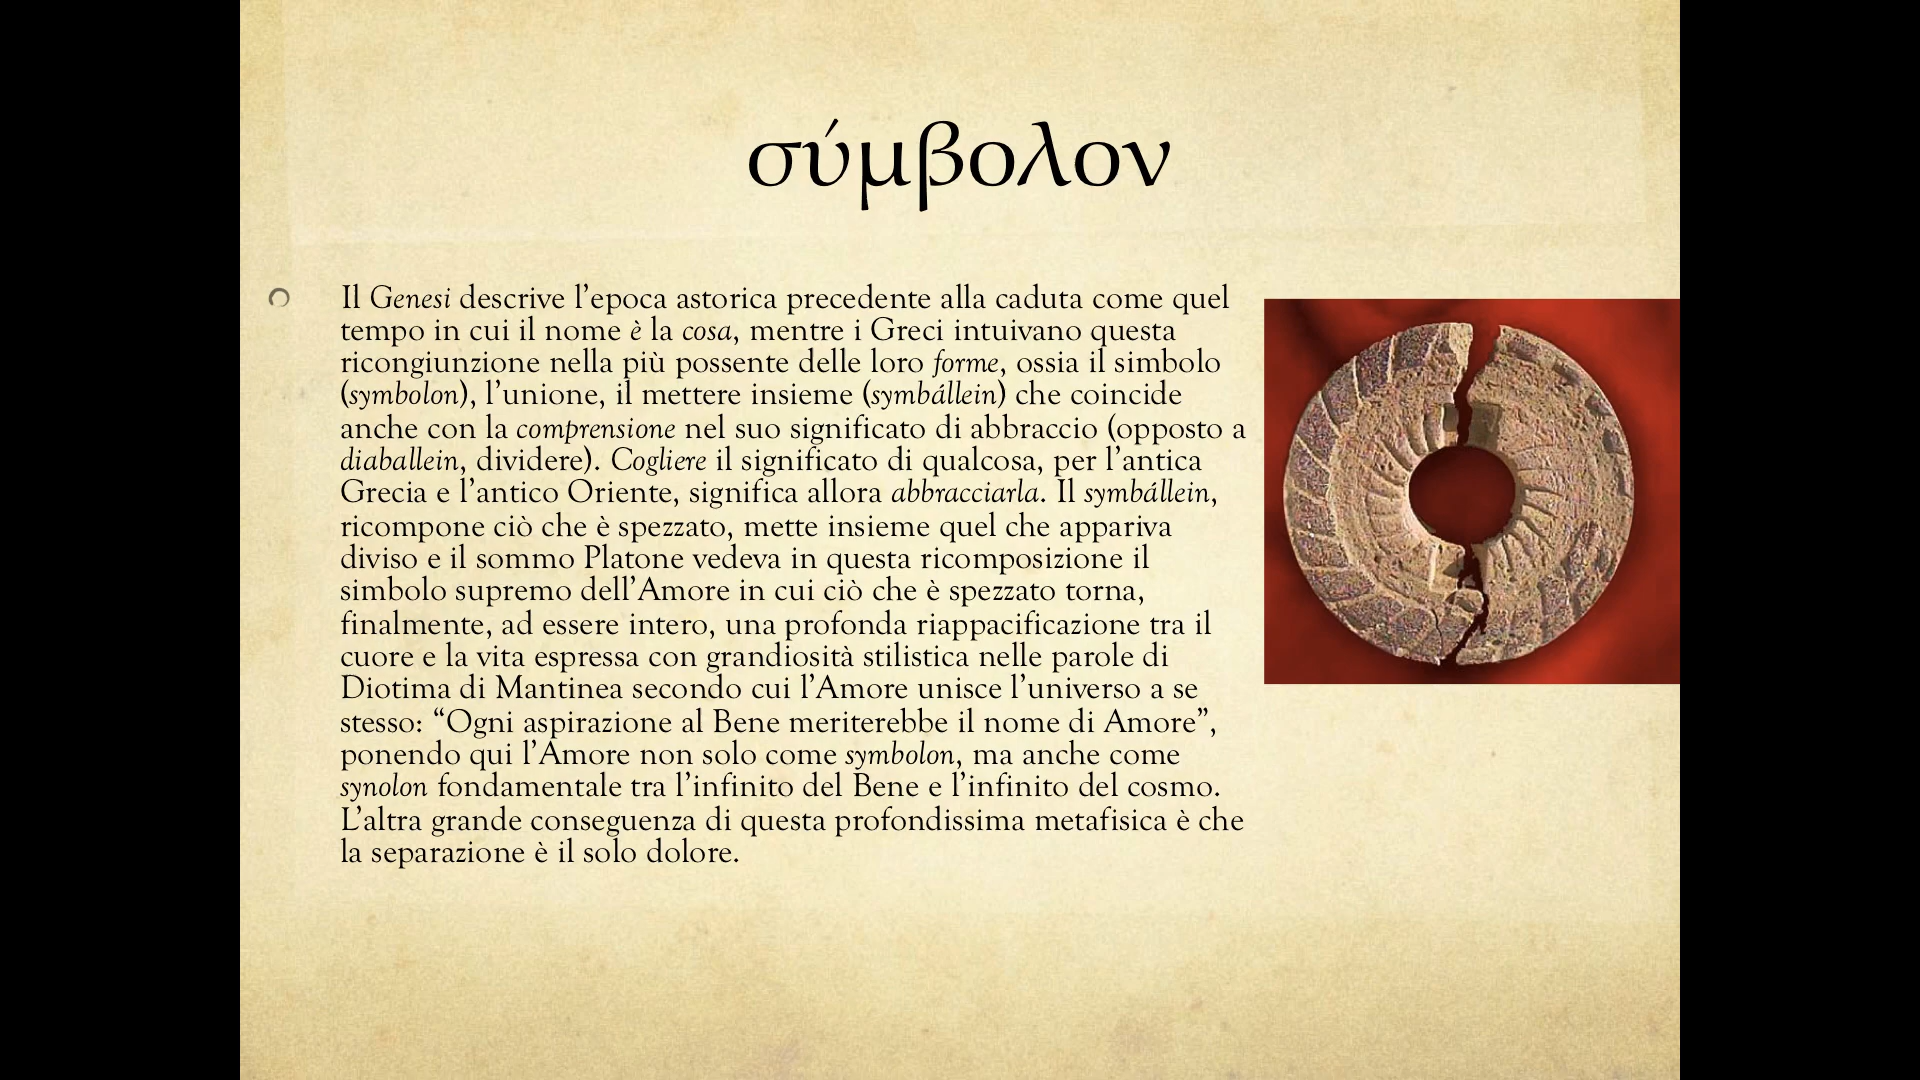 σύμβολον
Il Genesi descrive l’epoca astorica precedente alla caduta come quel
tempo in cui il nome è la cosa, mentre i Greci intuivano questa
ricongiunzione nella più possente delle loro forme, ossia il simbolo
(symbolon), l’unione, il mettere insieme (symbállein) che coincide
anche con la comprensione nel suo significato di abbraccio (opposto a
diaballein, dividere). Cogliere il significato di qualcosa, per l’antica
Grecia e l’antico Oriente, significa allora abbracciarla. Il symbállein,
ricompone ciò che è spezzato, mette insieme quel che appariva
diviso e il sommo Platone vedeva in questa ricomposizione il
simbolo supremo dell’Amore in cui ciò che è spezzato torna,
finalmente, ad essere intero, una profonda riappacificazione tra il
cuore e la vita espressa con grandiosità stilistica nelle parole di
Diotima di Mantinea secondo cui l’Amore unisce l’universo a se
stesso: “Ogni aspirazione al Bene meriterebbe il nome di Amore”,
ponendo qui l’Amore non solo come symbolon, ma anche come
synolon fondamentale tra l’infinito del Bene e l’infinito del cosmo.
L’altra grande conseguenza di questa profondissima metafisica è che
la separazione è il solo dolore.